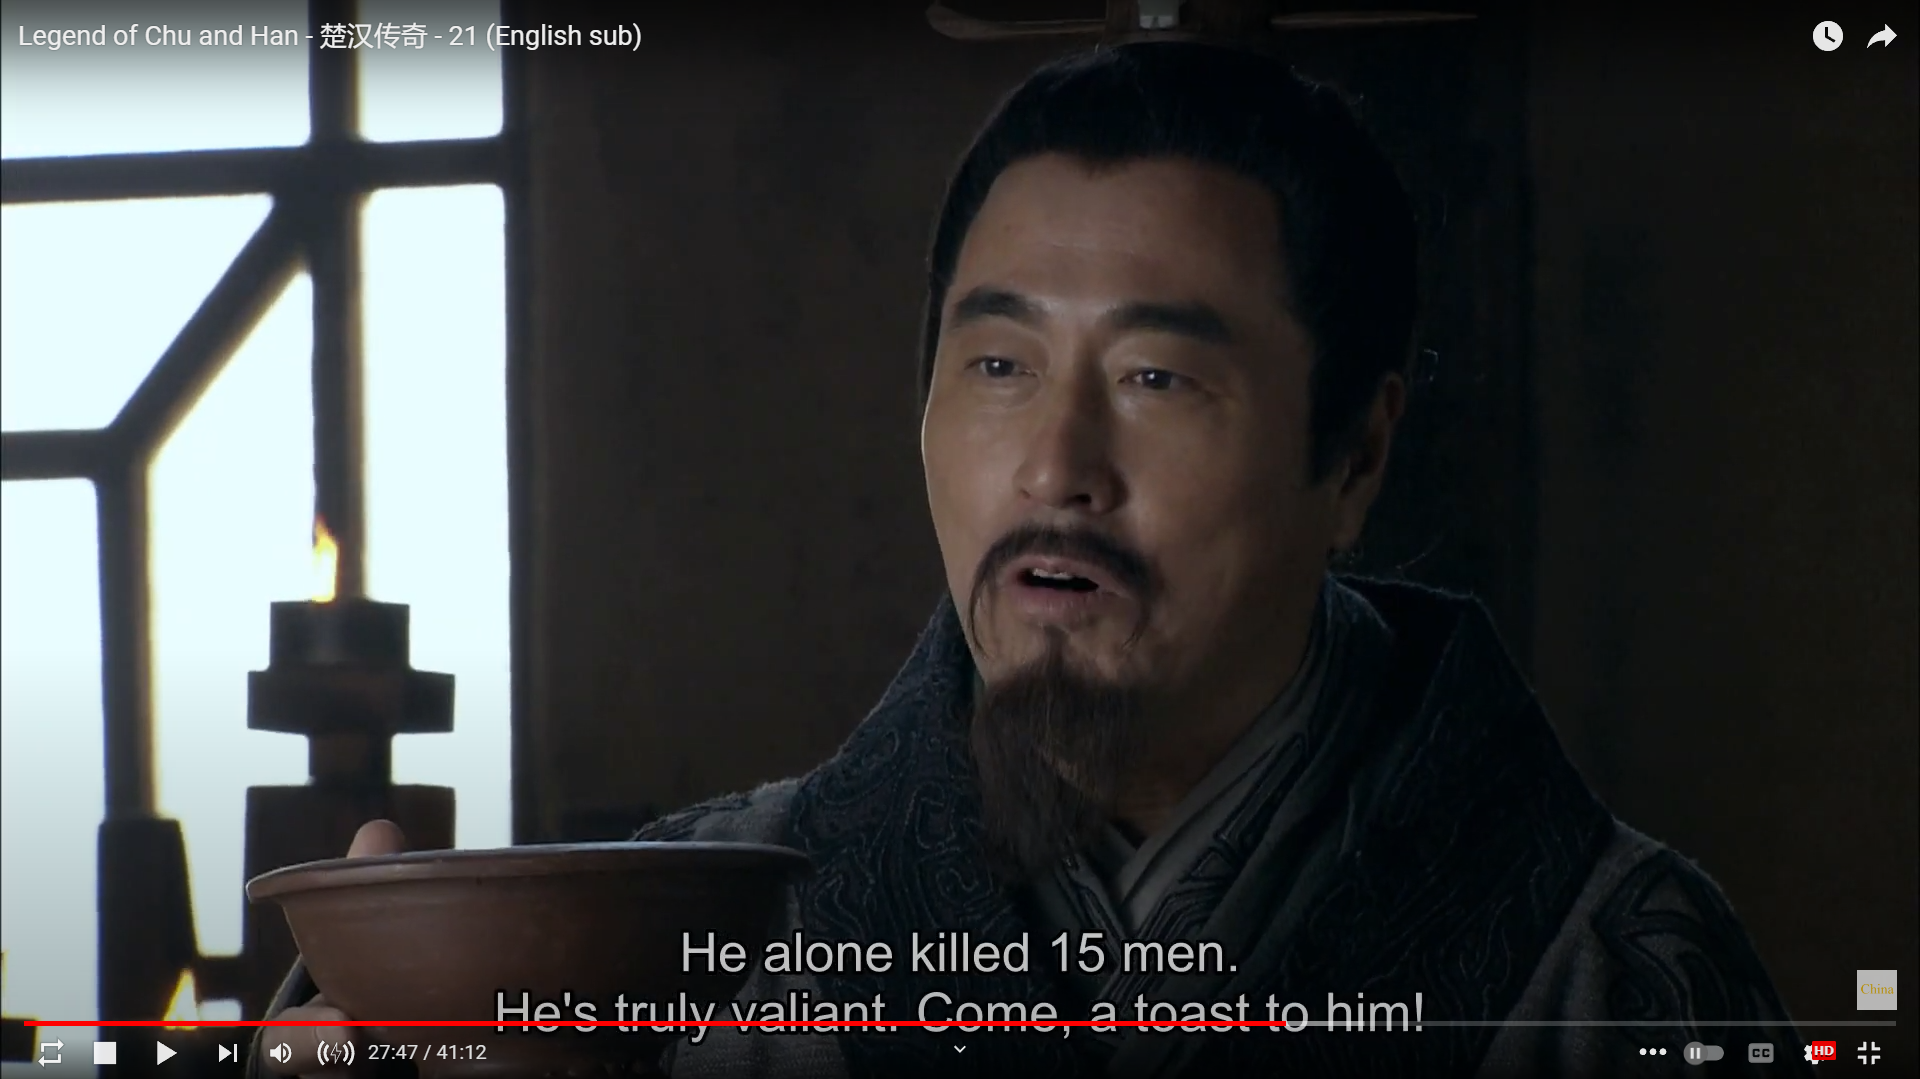 Legend of Chu and Han - 楚汉传奇 - 21 (English sub)
He alone killed 15 men.
He's truly valiant. Come, a toast to him!
China
27:47 / 41:12
CC
HD